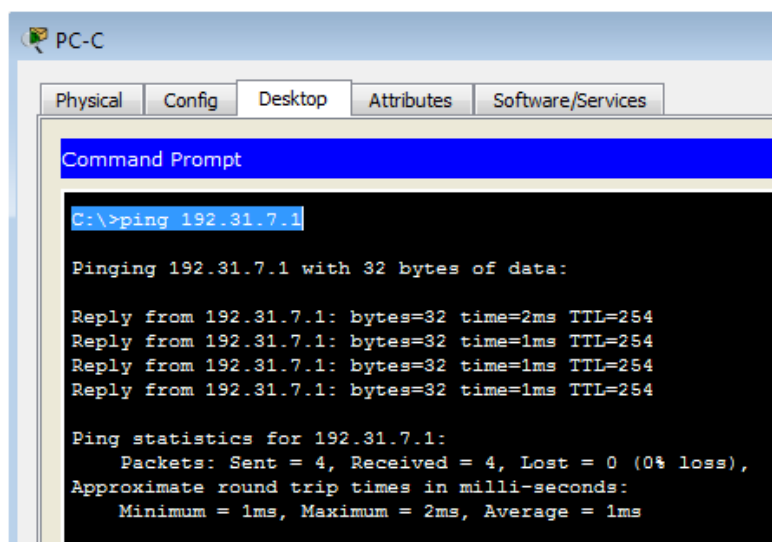 PC-C
Physical Config Desktop Attributes Software/Services
Command Prompt
C:\>ping 192.31.7.1
Pinging 192.31.7.1 with 32 bytes of data:
Reply from 192.31.7.1: bytes=32 time=2ms TTL=254
Reply from 192.31.7.1: bytes=32 time=1ms TTL=254
Reply from 192.31.7.1: bytes=32 time=1ms TTL=254
Reply from 192.31.7.1: bytes=32 time=1ms TTL=254
Ping statistics for 192.31.7.1:
Packets: Sent = 4, Received = 4, Lost = 0 (0% loss),
Approximate round trip times in milli-seconds:
Minimum = 1ms, Maximum = 2ms, Average = 1ms